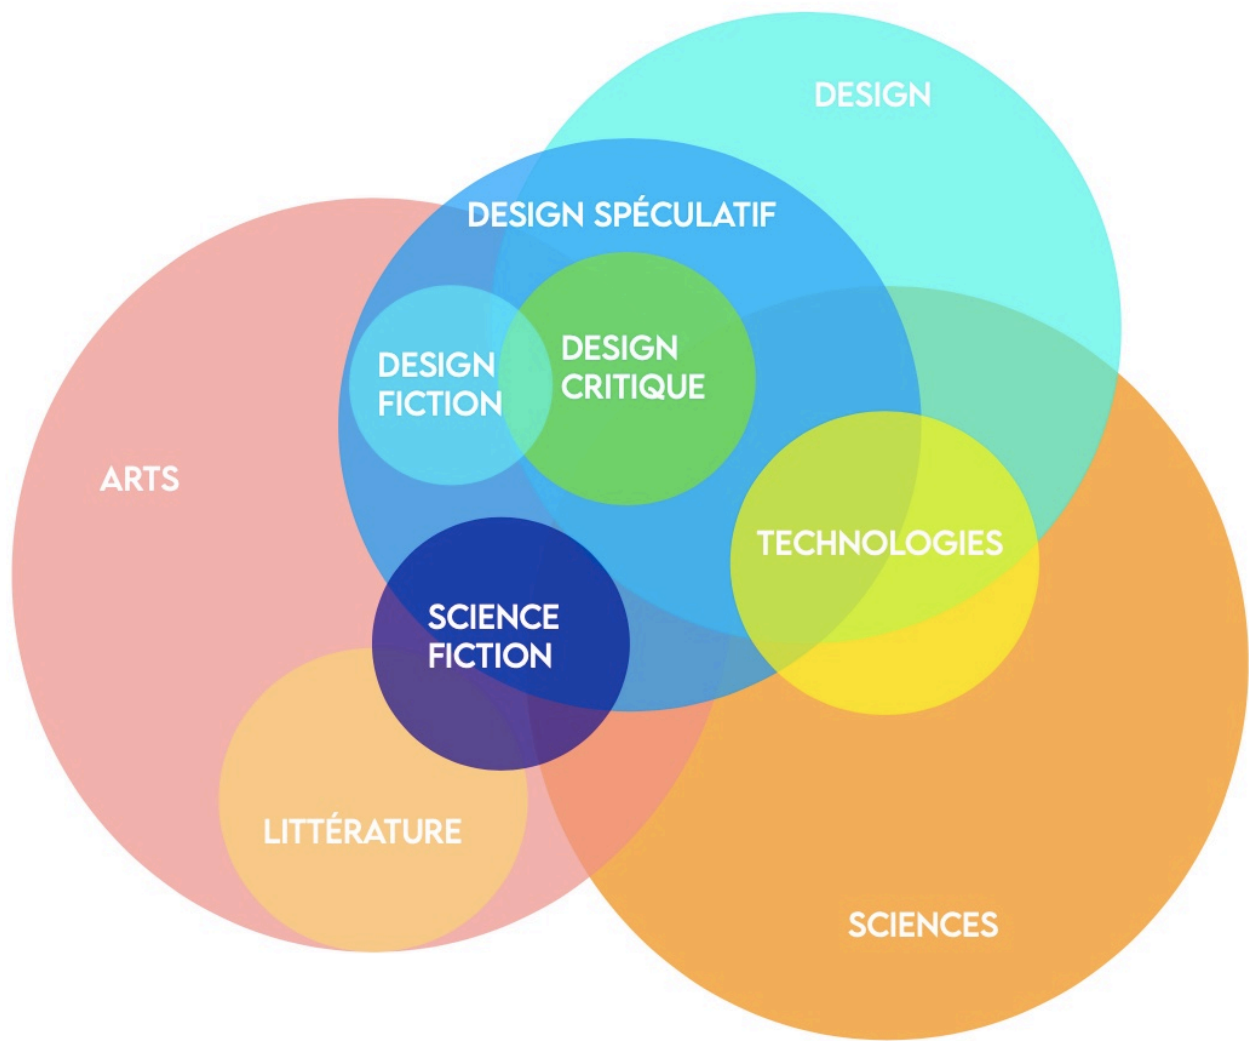 DESIGN
DESIGN SPÉCULATIF
DESIGN
FICTION
DESIGN
CRITIQUE
ARTS
TECHNOLOGIES
SCIENCE
FICTION
LITTÉRATURE
SCIENCES